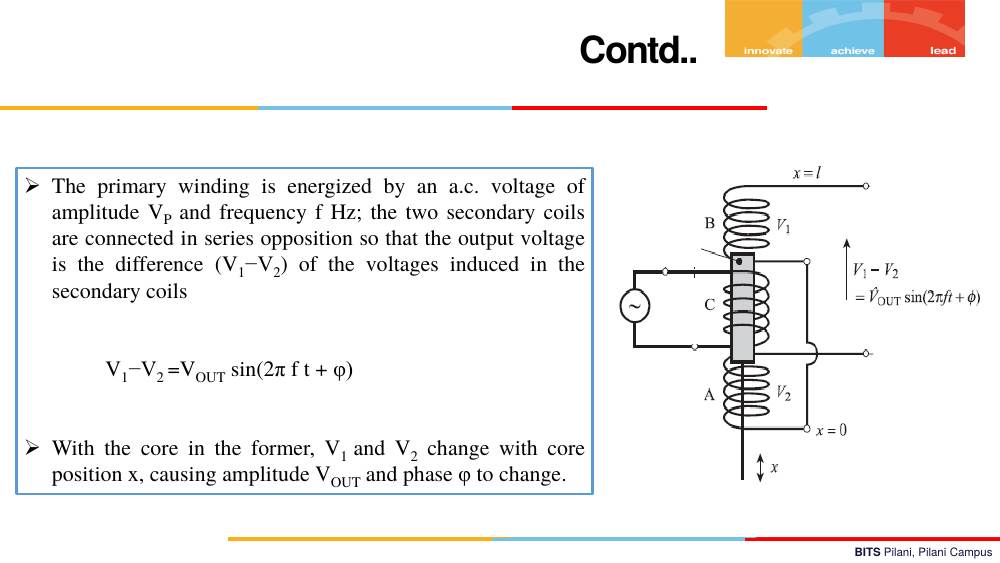 Contd..
innovate achieve lead
➢ The primary winding is energized by an a.c. voltage of
amplitude V_P and frequency f Hz; the two secondary coils
are connected in series opposition so that the output voltage
is the difference (V₁−V₂) of the voltages induced in the
secondary coils
V₁−V₂ =V_OUT sin(2π f t + φ)
➢ With the core in the former, V₁ and V₂ change with core
position x, causing amplitude V_OUT and phase φ to change.
x = l
B
V₁
V₁ − V₂
= V̂_OUT sin(2πft + ϕ)
~
C
A
V₂
x = 0
x
BITS Pilani, Pilani Campus